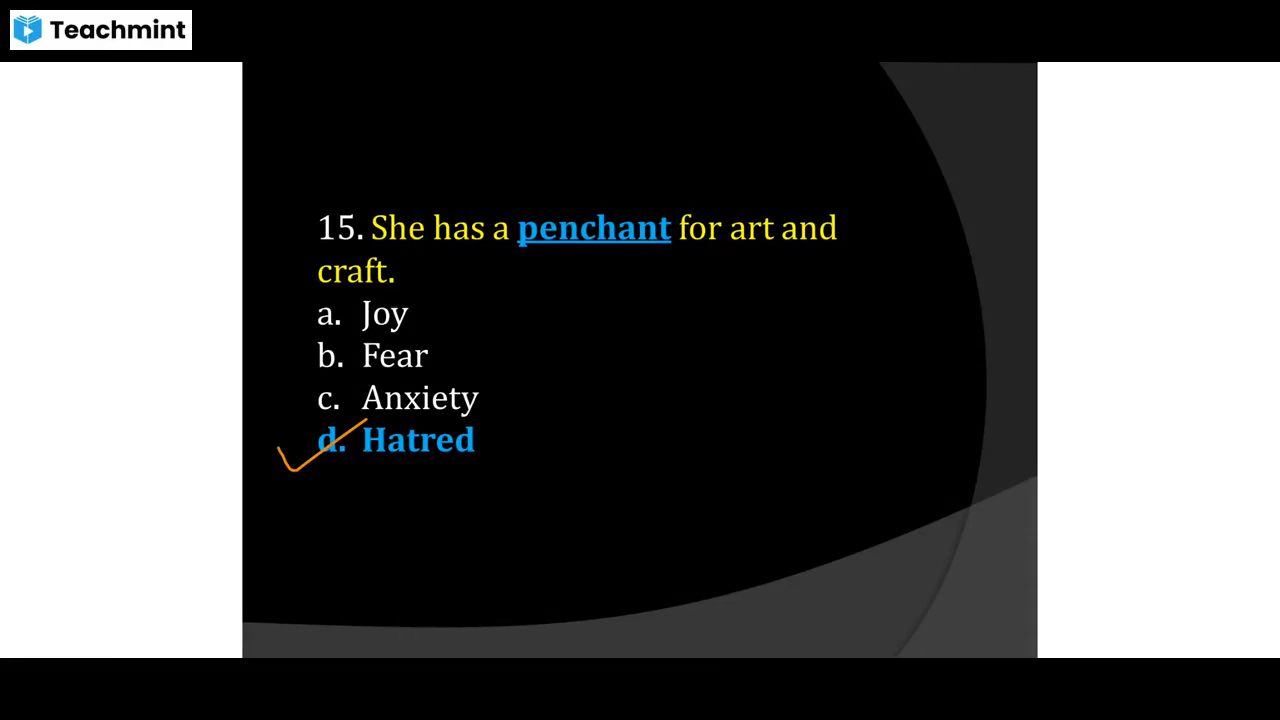 Teachmint
15. She has a penchant for art and
craft.
a. Joy
b. Fear
c. Anxiety
d. Hatred